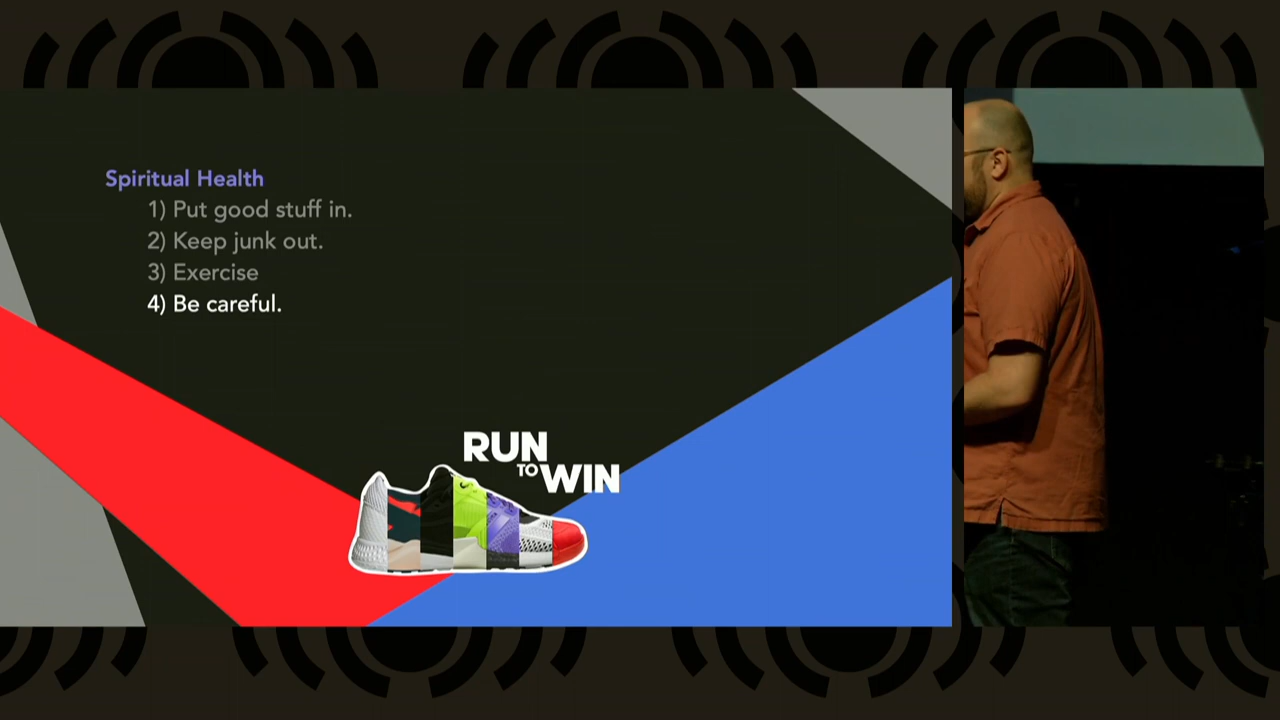 Spiritual Health
1) Put good stuff in.
2) Keep junk out.
3) Exercise
4) Be careful.
RUN
TO WIN